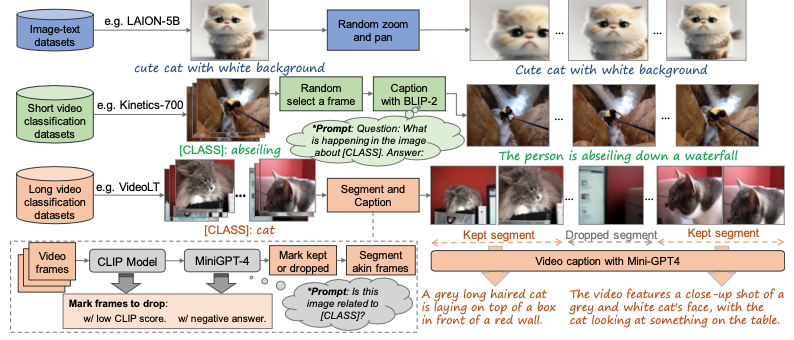 Image-text
datasets
e.g. LAION-5B
Random zoom
and pan
...
...
cute cat with white background
Cute cat with white background
Short video
classification
datasets
e.g. Kinetics-700
Random
select a frame
Caption
with BLIP-2
...
...
[CLASS]: abseiling
*Prompt: Question: What
is happening in the image
about [CLASS]. Answer:
The person is abseiling down a waterfall
Long video
classification
datasets
e.g. VideoLT
...
[CLASS]: cat
Segment and
Caption
...
...
Kept segment
Dropped segment
Kept segment
Video caption with Mini-GPT4
A grey long haired cat
is laying on top of a box
in front of a red wall.
The video features a close-up shot of a
grey and white cat's face, with the
cat looking at something on the table.
Video
frames
CLIP Model
MiniGPT-4
Mark kept
or dropped
Segment
akin frames
Mark frames to drop:
w/ low CLIP score.
w/ negative answer.
*Prompt: Is this
image related to
[CLASS]?